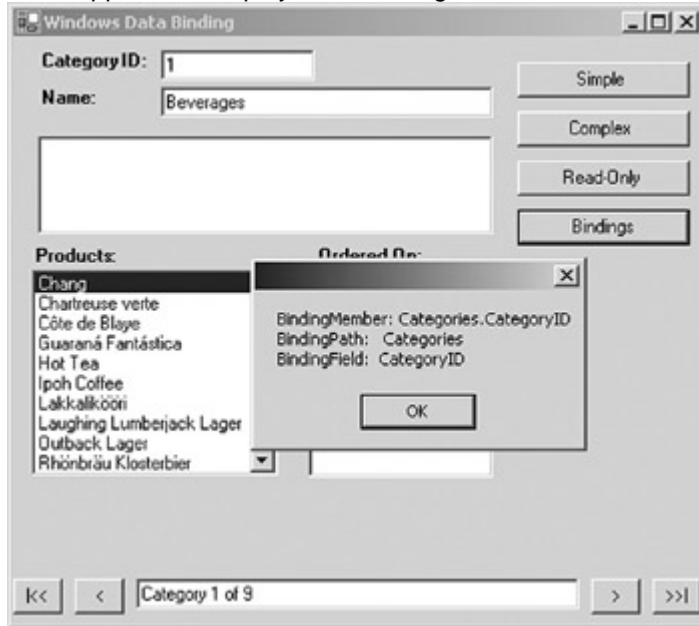 Windows Data Binding
CategoryID: 1
Simple
Name: Beverages
Complex
Read-Only
Bindings
Products:
Ordered On:
Chang
Chartreuse verte
Côte de Blaye
Guaraná Fantástica
Hot Tea
Ipoh Coffee
Lakkalikööri
Laughing Lumberjack Lager
Outback Lager
Rhönbräu Klosterbier
BindingMember: Categories.CategoryID
BindingPath: Categories
BindingField: CategoryID
OK
|<< < Category 1 of 9 > >>|